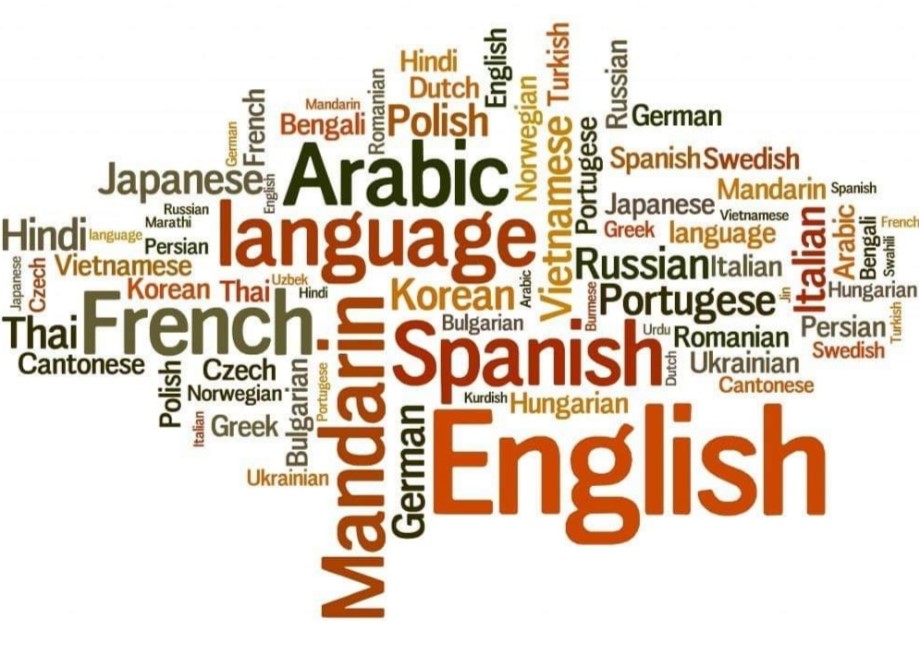 Hindi
English
Turkish
Dutch
Russian
Mandarin
Romanian
Norwegian
German
French
Bengali
Polish
Vietnamese
Portugese
German
Spanish
Swedish
Japanese
English
Arabic
Mandarin
Spanish
Russian
Marathi
language
Japanese
Vietnamese
Italian
Arabic
Bengali
French
Hindi
language
Persian
Greek
language
Swahili
Japanese
Czech
Vietnamese
Russian
Italian
Korean
Thai
Uzbek
Hindi
Korean
Arabic
Burmese
Portugese
Jin
Hungarian
Thai
French
Mandarin
Bulgarian
Spanish
Urdu
Romanian
Persian
Turkish
Cantonese
Polish
Czech
Bulgarian
Portugese
Dutch
Ukrainian
Swedish
Norwegian
Kurdish
Hungarian
Cantonese
Italian
Greek
German
English
Ukrainian